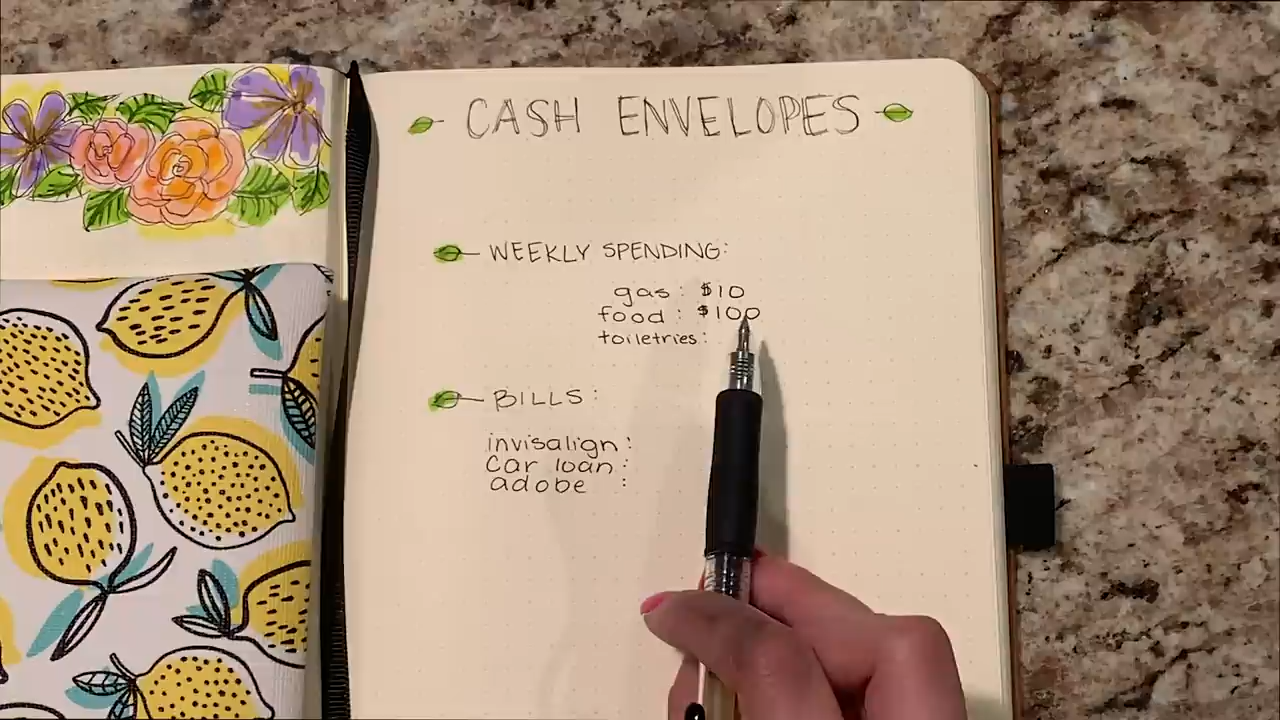 CASH ENVELOPES
WEEKLY SPENDING:
gas: $10
food: $100
toiletries:
BILLS:
invisalign:
car loan:
adobe :